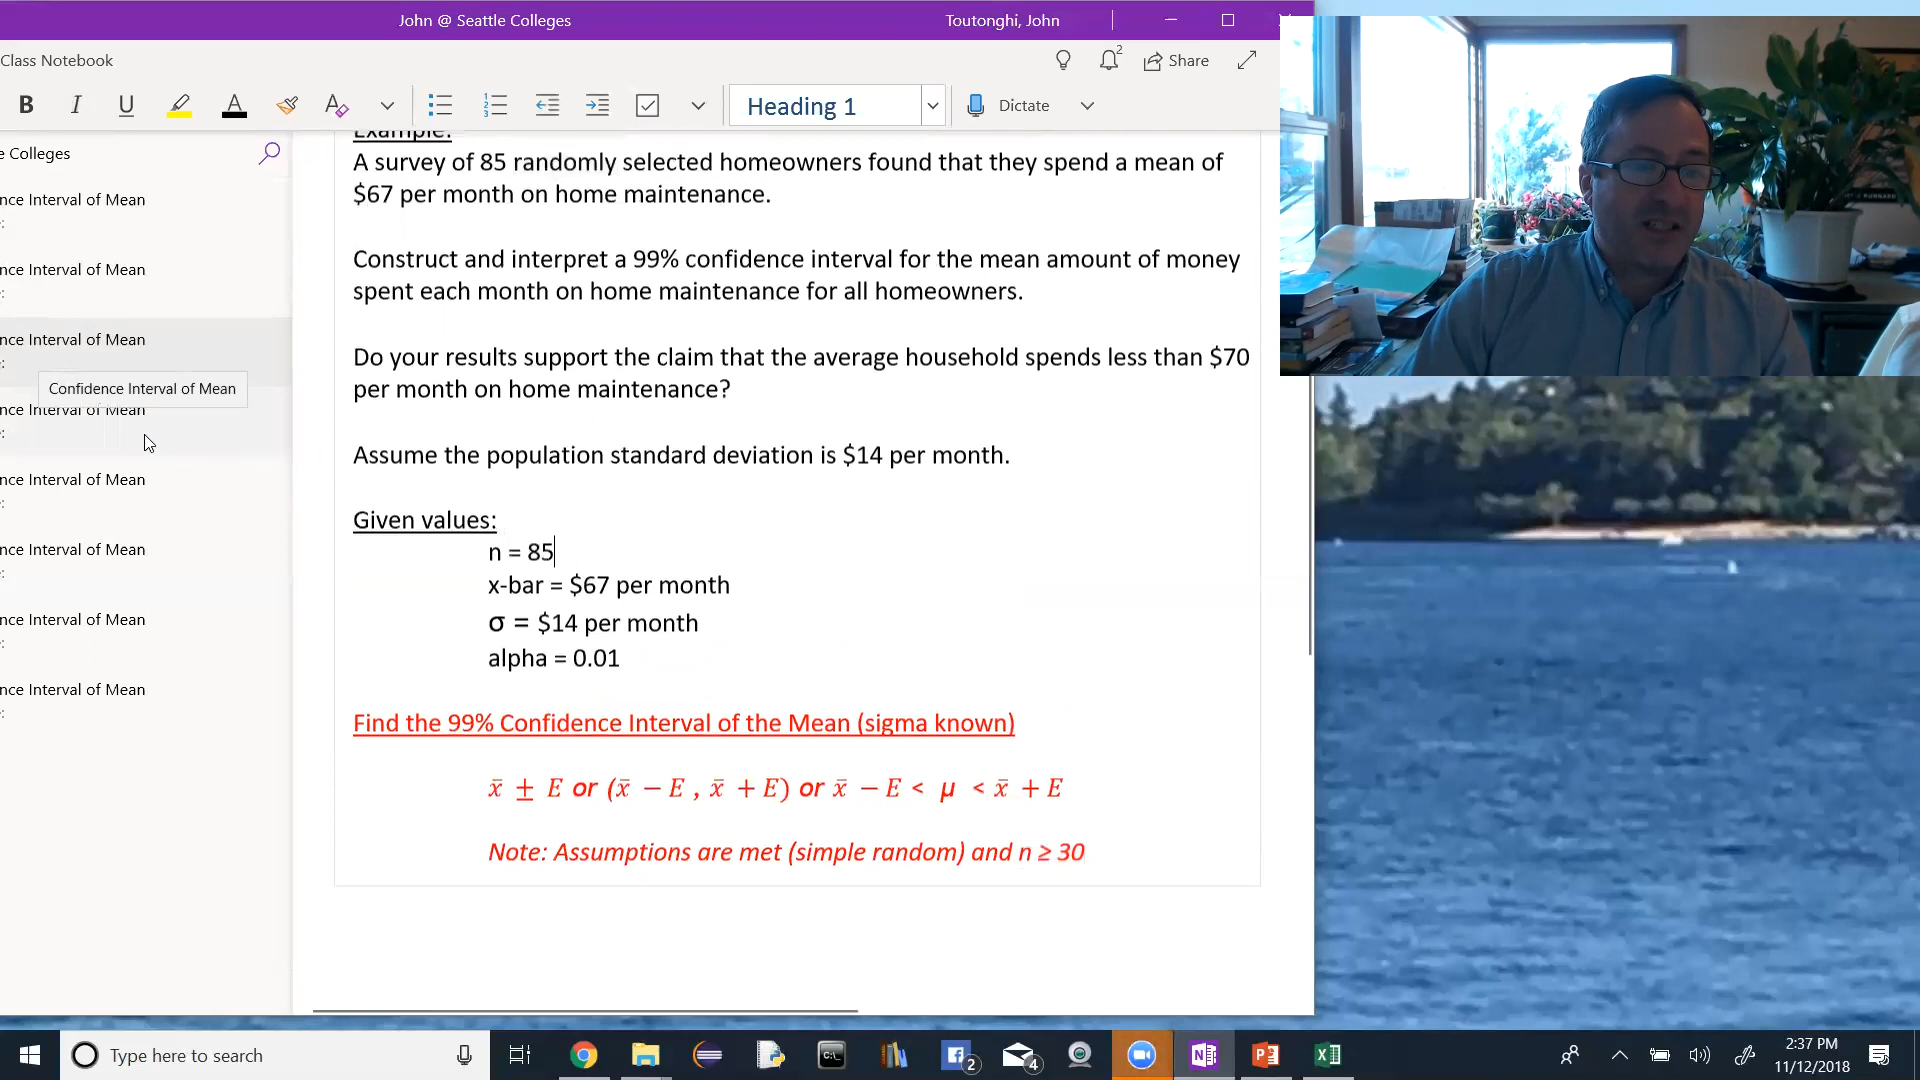 John @ Seattle Colleges
Toutonghi, John
Class Notebook
2
Share
B I U A A
Heading 1
Dictate
e Colleges
nce Interval of Mean
:
nce Interval of Mean
:
nce Interval of Mean
:
Confidence Interval of Mean
nce Interval of Mean
:
nce Interval of Mean
:
nce Interval of Mean
:
nce Interval of Mean
:
nce Interval of Mean
:
Example:
A survey of 85 randomly selected homeowners found that they spend a mean of
$67 per month on home maintenance.
Construct and interpret a 99% confidence interval for the mean amount of money
spent each month on home maintenance for all homeowners.
Do your results support the claim that the average household spends less than $70
per month on home maintenance?
Assume the population standard deviation is $14 per month.
Given values:
n = 85
x-bar = $67 per month
σ = $14 per month
alpha = 0.01
Find the 99% Confidence Interval of the Mean (sigma known)
x̄ ± E or (x̄ − E , x̄ + E) or x̄ − E < μ < x̄ + E
Note: Assumptions are met (simple random) and n ≥ 30
Type here to search
2
4
2:37 PM
11/12/2018